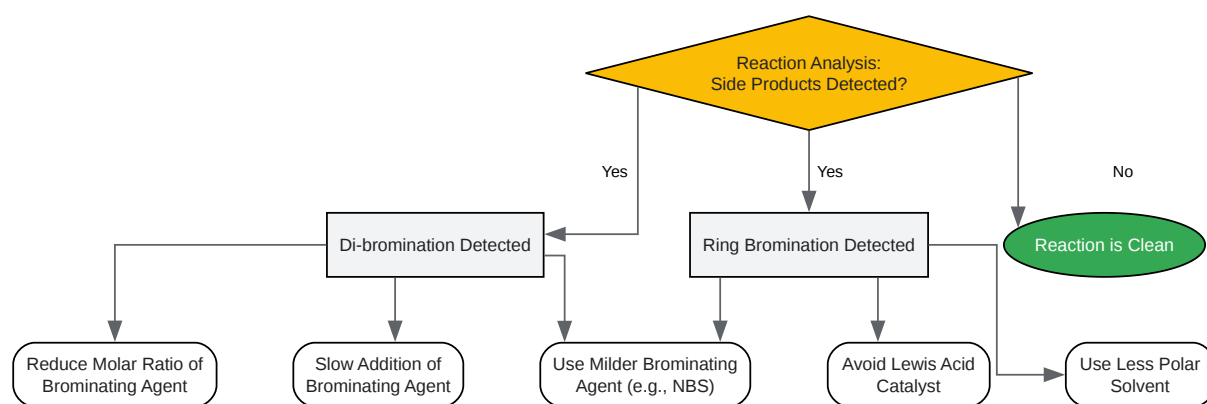 Reaction Analysis:
Side Products Detected?
Yes
Yes
No
Di-bromination Detected
Ring Bromination Detected
Reaction is Clean
Reduce Molar Ratio of
Brominating Agent
Slow Addition of
Brominating Agent
Use Milder Brominating
Agent (e.g., NBS)
Avoid Lewis Acid
Catalyst
Use Less Polar
Solvent